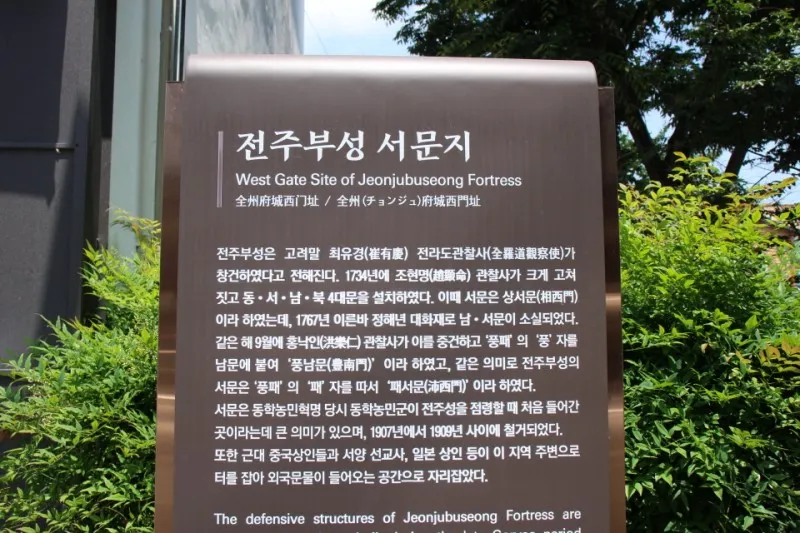 전주부성 서문지
West Gate Site of Jeonjubuseong Fortress
全州府城西门址 / 全州(チョンジュ)府城西門址
전주부성은 고려말 최유경(崔有慶) 전라도관찰사(全羅道觀察使)가
창건하였다고 전해진다. 1734년에 조현명(趙顯命) 관찰사가 크게 고쳐
짓고 동·서·남·북 4대문을 설치하였다. 이때 서문은 상서문(相西門)
이라 하였는데, 1767년 이른바 정해년 대화재로 남·서문이 소실되었다.
같은 해 9월에 홍낙인(洪樂仁) 관찰사가 이를 중건하고 '풍패'의 '풍' 자를
남문에 붙여 '풍남문(豊南門)' 이라 하였고, 같은 의미로 전주부성의
서문은 '풍패' 의 '패' 자를 따서 '패서문(沛西門)' 이라 하였다.
서문은 동학농민혁명 당시 동학농민군이 전주성을 점령할 때 처음 들어간
곳이라는데 큰 의미가 있으며, 1907년에서 1909년 사이에 철거되었다.
또한 근대 중국상인들과 서양 선교사, 일본 상인 등이 이 지역 주변으로
터를 잡아 외국문물이 들어오는 공간으로 자리잡았다.
The defensive structures of Jeonjubuseong Fortress are